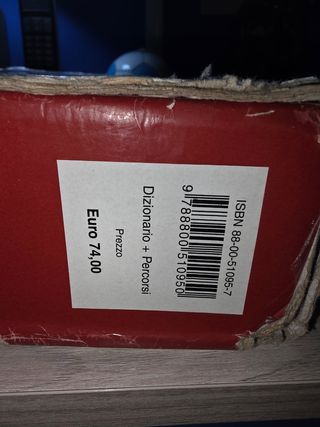 ISBN 88-00-51095-7
9 788800 510950
Dizionario + Percorsi
Prezzo
Euro 74,00